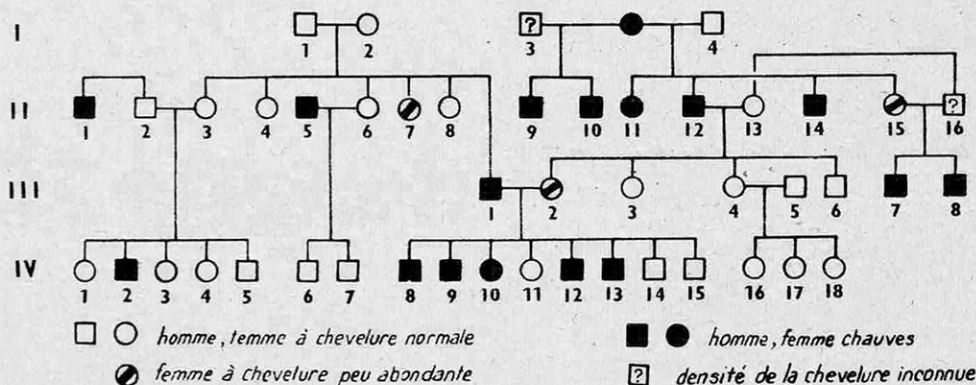 I
1 2 3 ? 4
II
1 2 3 4 5 6 7 8 9 10 11 12 13 14 15 ? 16
III
1 2 3 4 5 6 7 8
IV
1 2 3 4 5 6 7 8 9 10 11 12 13 14 15 16 17 18
homme, femme à chevelure normale
homme, femme chauves
femme à chevelure peu abondante
? densité de la chevelure inconnue